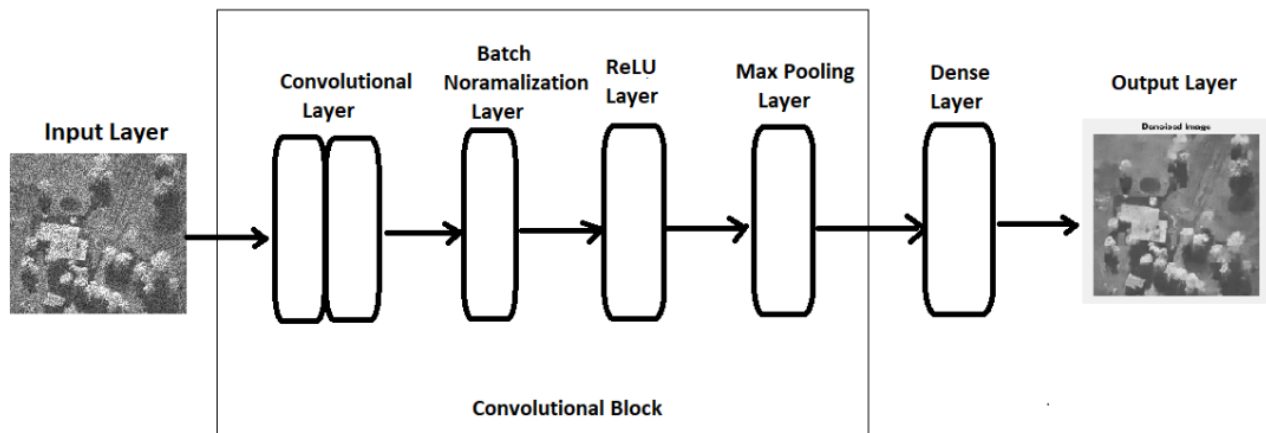 Input Layer
Convolutional
Layer
Batch
Noramalization
Layer
ReLU
Layer
Max Pooling
Layer
Dense
Layer
Output Layer
Denoised Image
Convolutional Block